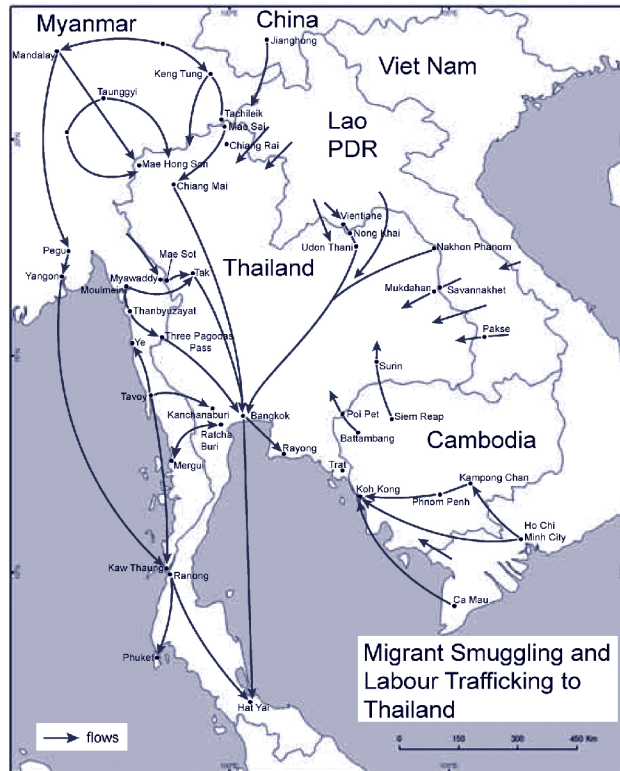 Myanmar
China
Jianghong
Mandalay
Viet Nam
Keng Tung
Taunggyi
Tachileik
Mae Sai
Lao
PDR
Chiang Rai
Mae Hong Son
Chiang Mai
Vientiane
Nong Khai
Udon Thani
Nakhon Phanom
Pegu
Mae Sot
Thailand
Yangon
Myawaddy
Tak
Moulmein
Mukdahan
Savannakhet
Thanbyuzayat
Three Pagodas
Pass
Pakse
Ye
Surin
Tavoy
Kanchanaburi
Bangkok
Poi Pet
Siem Reap
Ratcha
Buri
Battambang
Cambodia
Rayong
Mergui
Trat
Kampong Chan
Koh Kong
Phnom Penh
Ho Chi
Minh City
Kaw Thaung
Ranong
Ca Mau
Phuket
Migrant Smuggling and
Labour Trafficking to
Thailand
Hat Yai
flows
0 150 300 450 Km